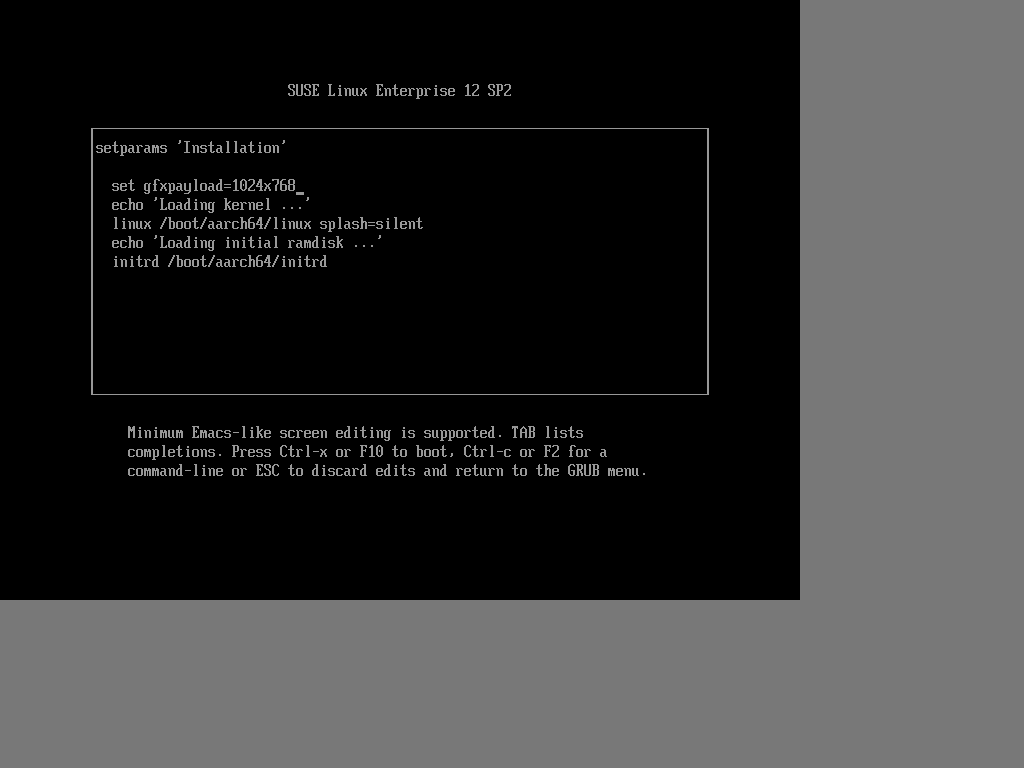 SUSE Linux Enterprise 12 SP2
setparams 'Installation'
set gfxpayload=1024x768_
echo 'Loading kernel ...'
linux /boot/aarch64/linux splash=silent
echo 'Loading initial ramdisk ...'
initrd /boot/aarch64/initrd
Minimum Emacs-like screen editing is supported. TAB lists
completions. Press Ctrl-x or F10 to boot, Ctrl-c or F2 for a
command-line or ESC to discard edits and return to the GRUB menu.